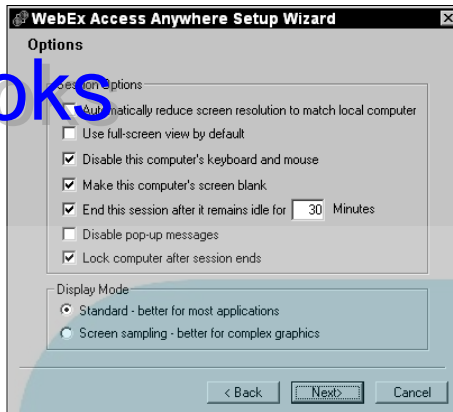 WebEx Access Anywhere Setup Wizard
Options
oks
Session Options
Automatically reduce screen resolution to match local computer
Use full-screen view by default
Disable this computer's keyboard and mouse
Make this computer's screen blank
End this session after it remains idle for 30 Minutes
Disable pop-up messages
Lock computer after session ends
Display Mode
Standard - better for most applications
Screen sampling - better for complex graphics
< Back Next> Cancel